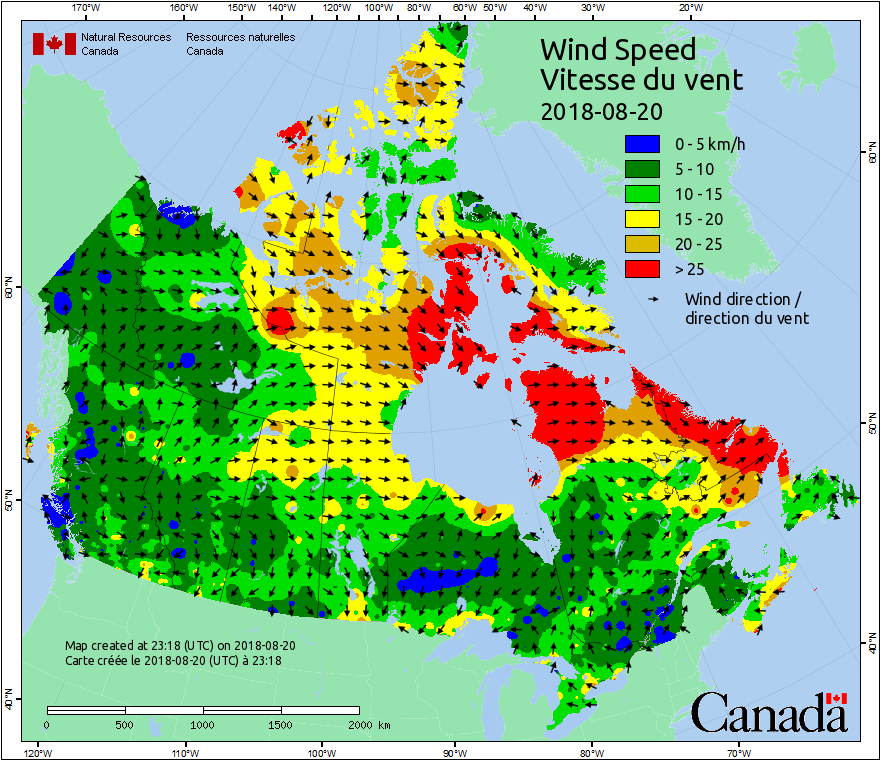 170°W 160°W 150°W 140°W 130°W 120°W 110°W 100°W 90°W 80°W 70°W 60°W 50°W 40°W 30°W 20°W
Natural Resources Ressources naturelles
Canada Canada
Wind Speed
Vitesse du vent
2018-08-20
0 - 5 km/h
5 - 10
10 - 15
15 - 20
20 - 25
> 25
Wind direction /
direction du vent
60°N 60°N
50°N 50°N
40°N 40°N
Map created at 23:18 (UTC) on 2018-08-20
Carte créée le 2018-08-20 (UTC) à 23:18
0 500 1000 1500 2000 km
Canada
120°W 110°W 100°W 90°W 80°W 70°W